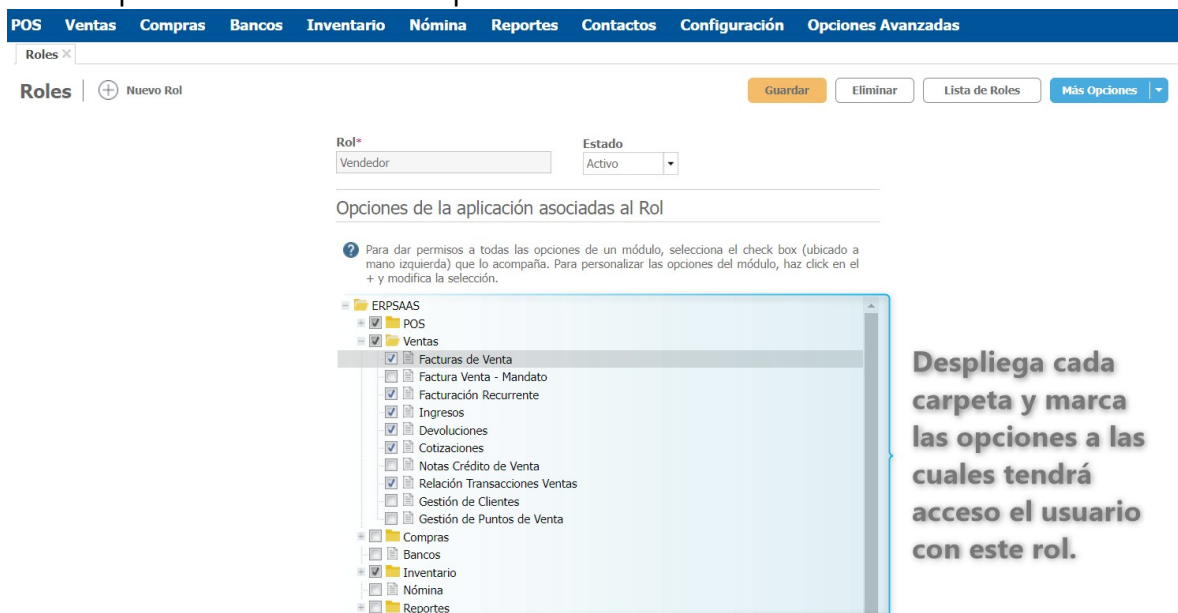 POS Ventas Compras Bancos Inventario Nómina Reportes Contactos Configuración Opciones Avanzadas
Roles
Roles Nuevo Rol Guardar Eliminar Lista de Roles Más Opciones
Rol* Estado
Vendedor Activo
Opciones de la aplicación asociadas al Rol
Para dar permisos a todas las opciones de un módulo, selecciona el check box (ubicado a
mano izquierda) que lo acompaña. Para personalizar las opciones del módulo, haz click en el
+ y modifica la selección.
ERPSAAS
POS
Ventas
Facturas de Venta
Factura Venta - Mandato
Facturación Recurrente
Ingresos
Devoluciones
Cotizaciones
Notas Crédito de Venta
Relación Transacciones Ventas
Gestión de Clientes
Gestión de Puntos de Venta
Compras
Bancos
Inventario
Nómina
Reportes
Despliega cada
carpeta y marca
las opciones a las
cuales tendrá
acceso el usuario
con este rol.